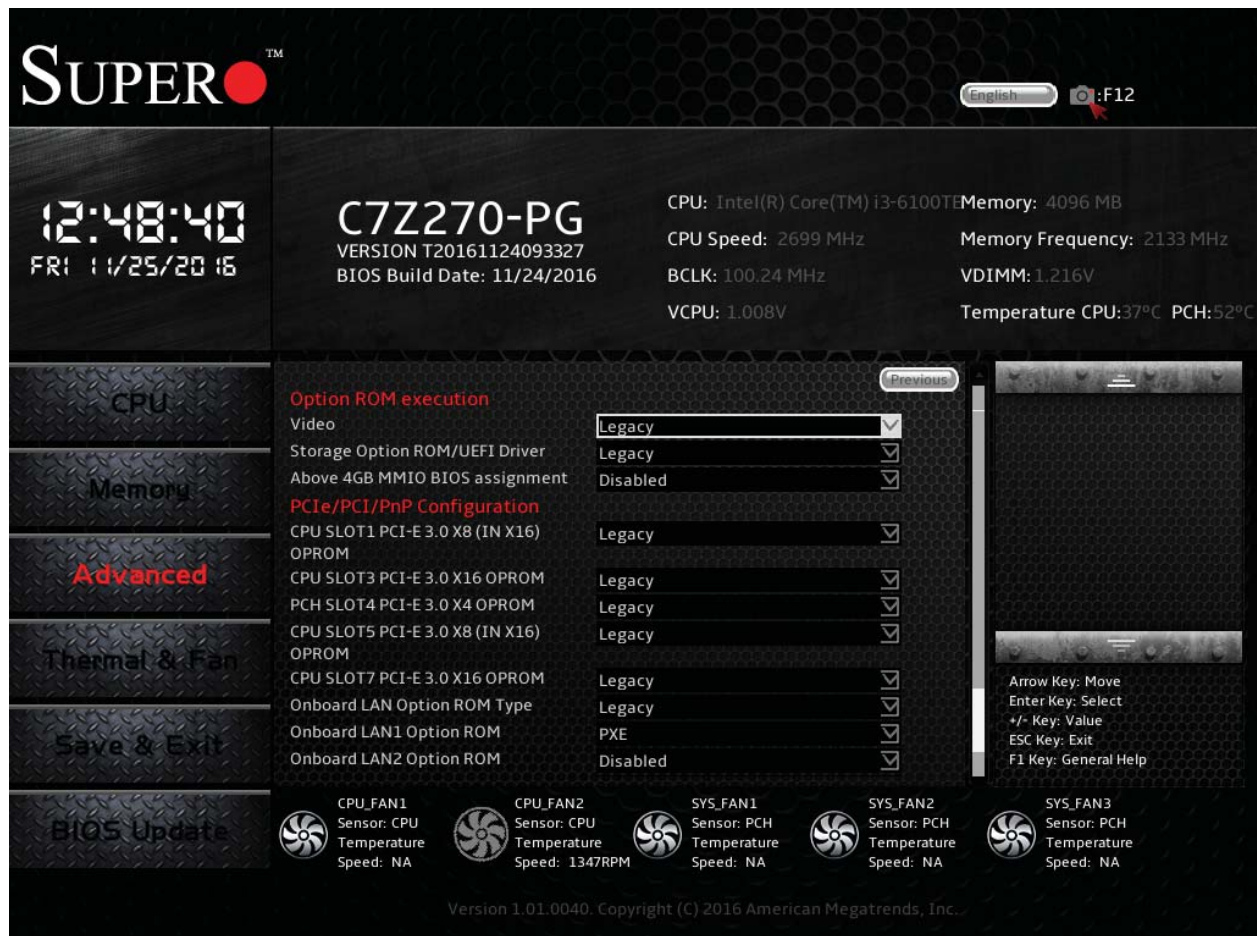 SUPER
TM
English
:F12
12:48:40
FRI 11/25/2016
C7Z270-PG
VERSION T20161124093327
BIOS Build Date: 11/24/2016
CPU: Intel(R) Core(TM) i3-6100TE
CPU Speed: 2699 MHz
BCLK: 100.24 MHz
VCPU: 1.008V
Memory: 4096 MB
Memory Frequency: 2133 MHz
VDIMM: 1.216V
Temperature CPU:37°C PCH:52°C
CPU
Memory
Advanced
Thermal & Fan
Save & Exit
BIOS Update
Previous
Option ROM execution
Video Legacy
Storage Option ROM/UEFI Driver Legacy
Above 4GB MMIO BIOS assignment Disabled
PCIe/PCI/PnP Configuration
CPU SLOT1 PCI-E 3.0 X8 (IN X16) Legacy
OPROM
CPU SLOT3 PCI-E 3.0 X16 OPROM Legacy
PCH SLOT4 PCI-E 3.0 X4 OPROM Legacy
CPU SLOT5 PCI-E 3.0 X8 (IN X16) Legacy
OPROM
CPU SLOT7 PCI-E 3.0 X16 OPROM Legacy
Onboard LAN Option ROM Type Legacy
Onboard LAN1 Option ROM PXE
Onboard LAN2 Option ROM Disabled
Arrow Key: Move
Enter Key: Select
+/- Key: Value
ESC Key: Exit
F1 Key: General Help
CPU_FAN1
Sensor: CPU
Temperature
Speed: NA
CPU_FAN2
Sensor: CPU
Temperature
Speed: 1347RPM
SYS_FAN1
Sensor: PCH
Temperature
Speed: NA
SYS_FAN2
Sensor: PCH
Temperature
Speed: NA
SYS_FAN3
Sensor: PCH
Temperature
Speed: NA
Version 1.01.0040. Copyright (C) 2016 American Megatrends, Inc.